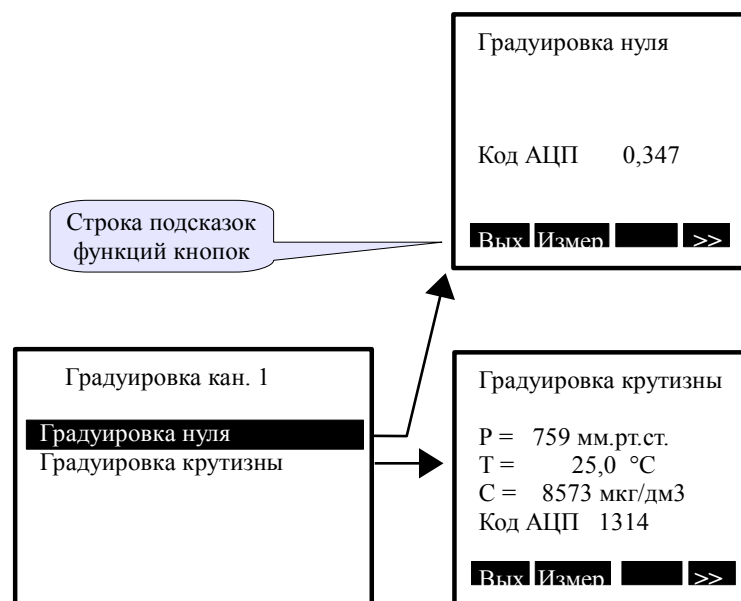 Градуировка нуля
Код АЦП 0,347
Вых Измер >>
Строка подсказок
функций кнопок
Градуировка кан. 1
Градуировка нуля
Градуировка крутизны
Градуировка крутизны
P = 759 мм.рт.ст.
T = 25,0 °C
C = 8573 мкг/дм3
Код АЦП 1314
Вых Измер >>